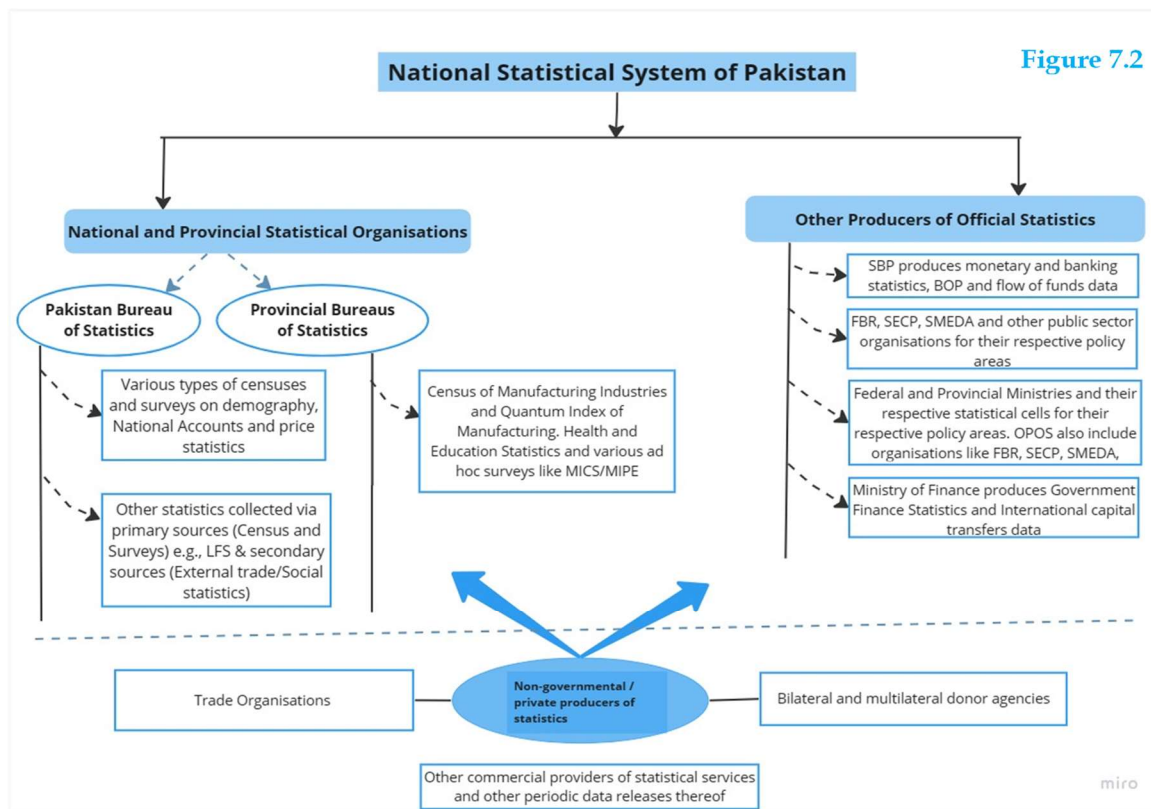 National Statistical System of Pakistan
Figure 7.2
National and Provincial Statistical Organisations
Other Producers of Official Statistics
Pakistan Bureau
of Statistics
Provincial Bureaus
of Statistics
Various types of censuses
and surveys on demography,
National Accounts and price
statistics
Other statistics collected via
primary sources (Census and
Surveys) e.g., LFS & secondary
sources (External trade/Social
statistics)
Census of Manufacturing Industries
and Quantum Index of
Manufacturing. Health and
Education Statistics and various ad
hoc surveys like MICS/MIPE
SBP produces monetary and banking
statistics, BOP and flow of funds data
FBR, SECP, SMEDA and other public sector
organisations for their respective policy
areas
Federal and Provincial Ministries and their
respective statistical cells for their
respective policy areas. OPOS also include
organisations like FBR, SECP, SMEDA,
Ministry of Finance produces Government
Finance Statistics and International capital
transfers data
Trade Organisations
Non-governmental /
private producers of
statistics
Bilateral and multilateral donor agencies
Other commercial providers of statistical services
and other periodic data releases thereof
miro